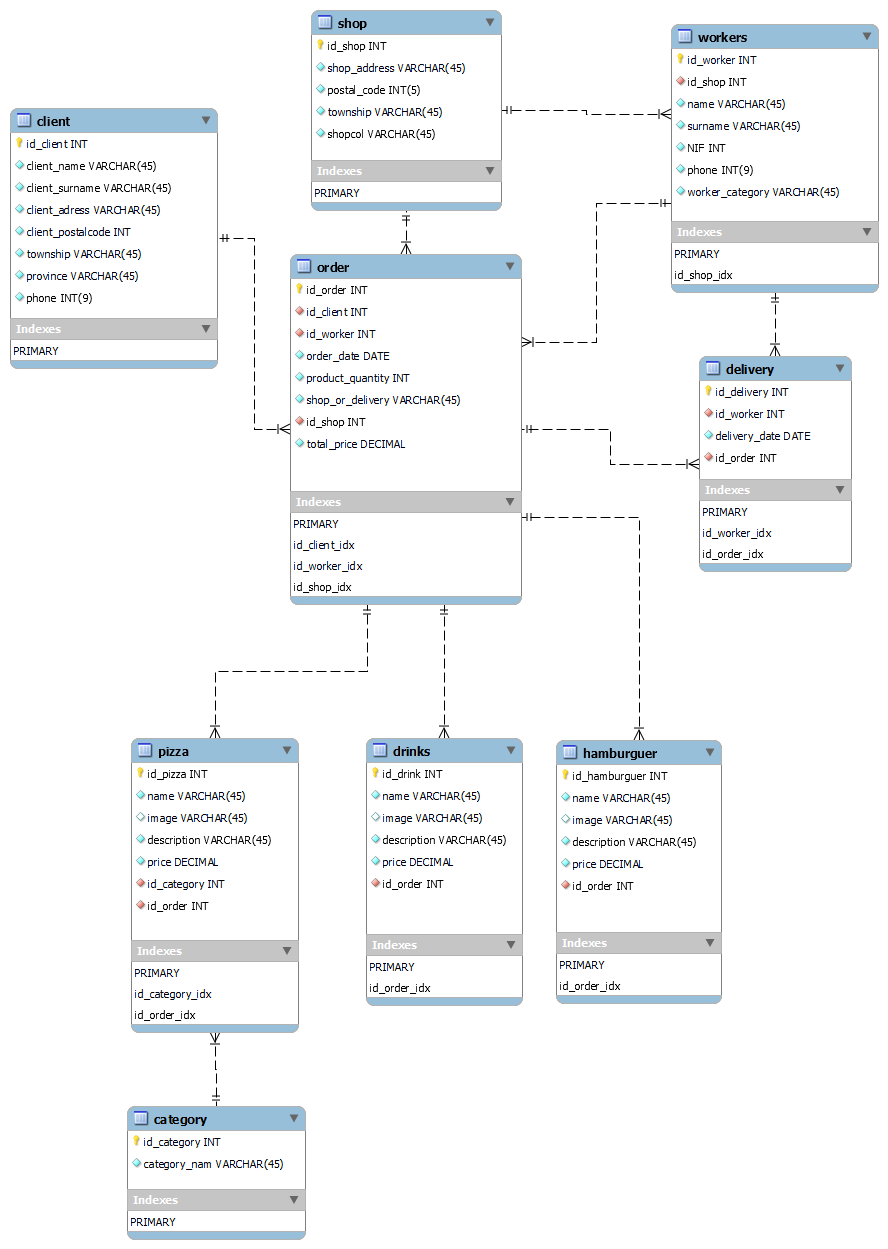 shop
id_shop INT
shop_address VARCHAR(45)
postal_code INT(5)
township VARCHAR(45)
shopcol VARCHAR(45)
Indexes
PRIMARY
workers
id_worker INT
id_shop INT
name VARCHAR(45)
surname VARCHAR(45)
NIF INT
phone INT(9)
worker_category VARCHAR(45)
Indexes
PRIMARY
id_shop_idx
client
id_client INT
client_name VARCHAR(45)
client_surname VARCHAR(45)
client_adress VARCHAR(45)
client_postalcode INT
township VARCHAR(45)
province VARCHAR(45)
phone INT(9)
Indexes
PRIMARY
order
id_order INT
id_client INT
id_worker INT
order_date DATE
product_quantity INT
shop_or_delivery VARCHAR(45)
id_shop INT
total_price DECIMAL
Indexes
PRIMARY
id_client_idx
id_worker_idx
id_shop_idx
delivery
id_delivery INT
id_worker INT
delivery_date DATE
id_order INT
Indexes
PRIMARY
id_worker_idx
id_order_idx
pizza
id_pizza INT
name VARCHAR(45)
image VARCHAR(45)
description VARCHAR(45)
price DECIMAL
id_category INT
id_order INT
Indexes
PRIMARY
id_category_idx
id_order_idx
drinks
id_drink INT
name VARCHAR(45)
image VARCHAR(45)
description VARCHAR(45)
price DECIMAL
id_order INT
Indexes
PRIMARY
id_order_idx
hamburguer
id_hamburguer INT
name VARCHAR(45)
image VARCHAR(45)
description VARCHAR(45)
price DECIMAL
id_order INT
Indexes
PRIMARY
id_order_idx
category
id_category INT
category_nam VARCHAR(45)
Indexes
PRIMARY